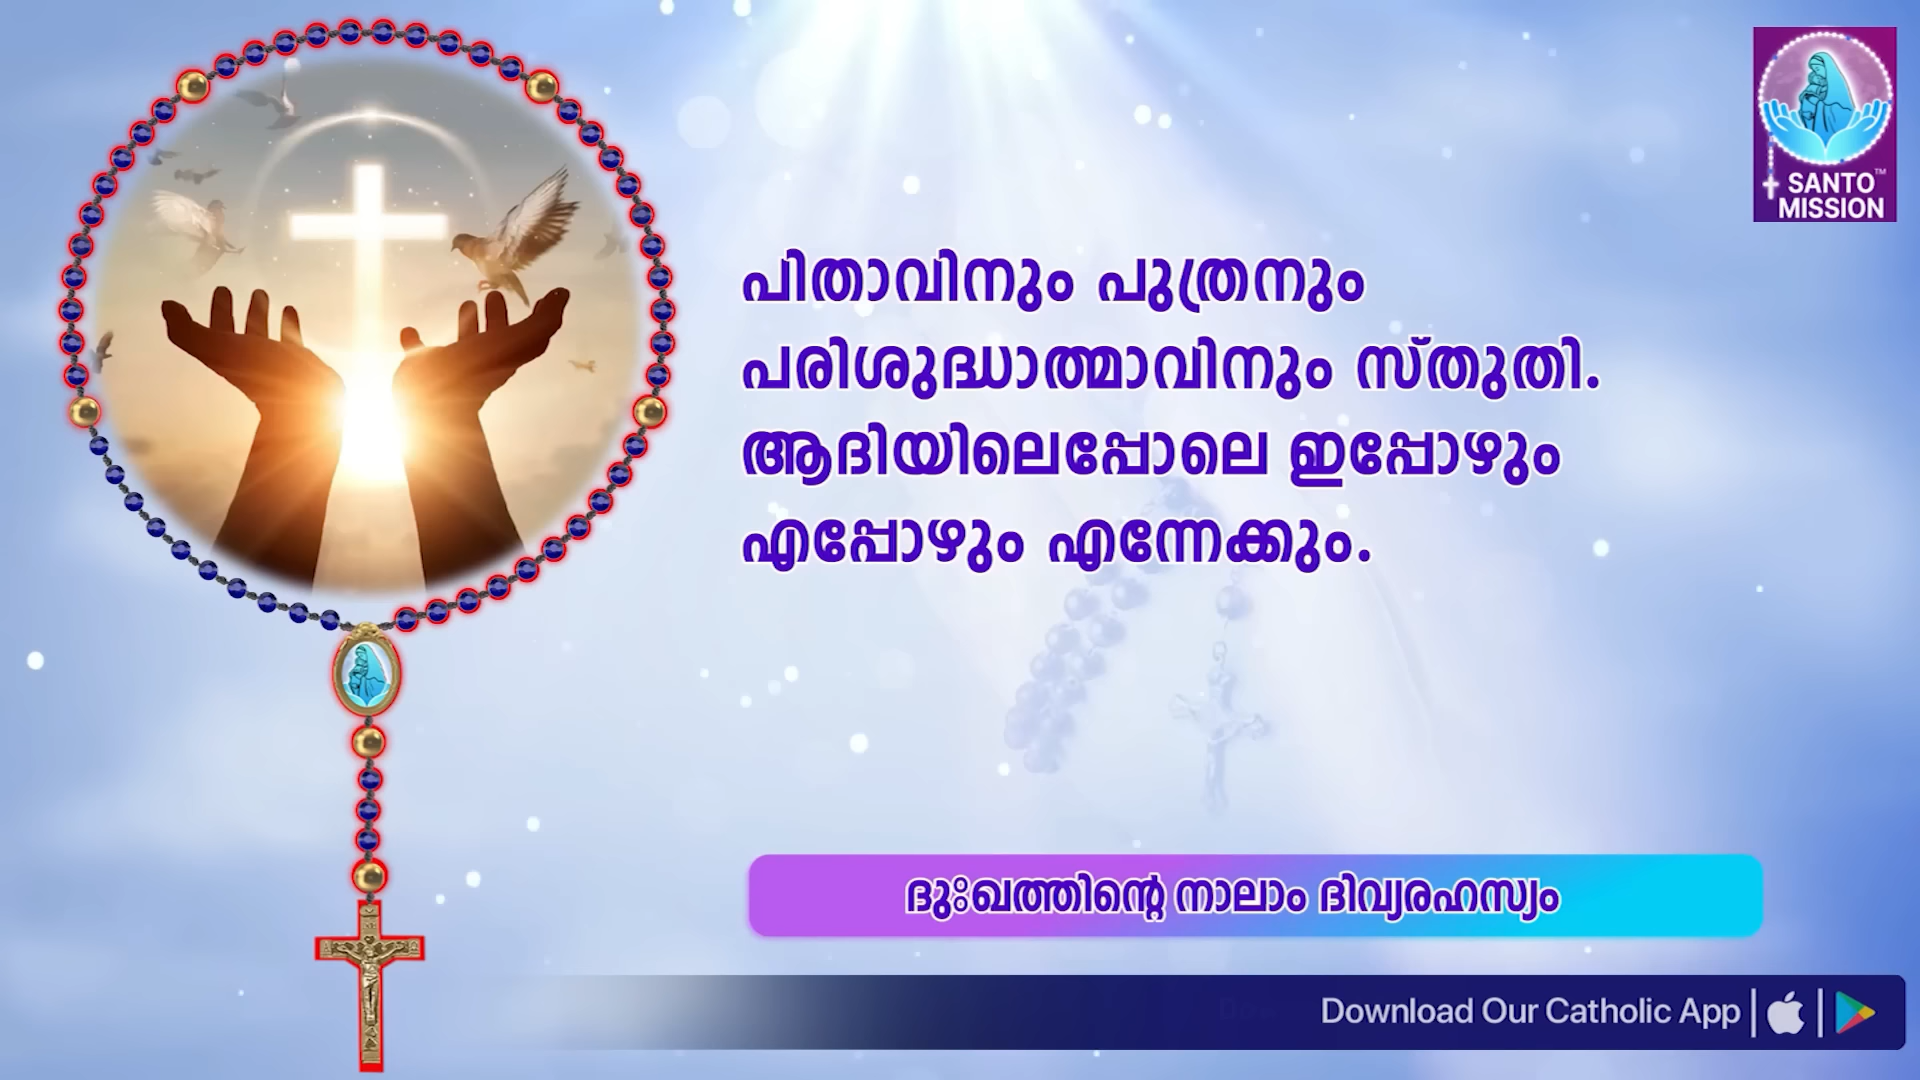 SANTO™
MISSION
പിതാവിനും പുത്രനും
പരിശുദ്ധാത്മാവിനും സ്തുതി.
ആദിയിലെപ്പോലെ ഇപ്പോഴും
എപ്പോഴും എന്നേക്കും.
ദുഃഖത്തിന്റെ നാലാം ദിവ്യരഹസ്യം
Download Our Catholic App